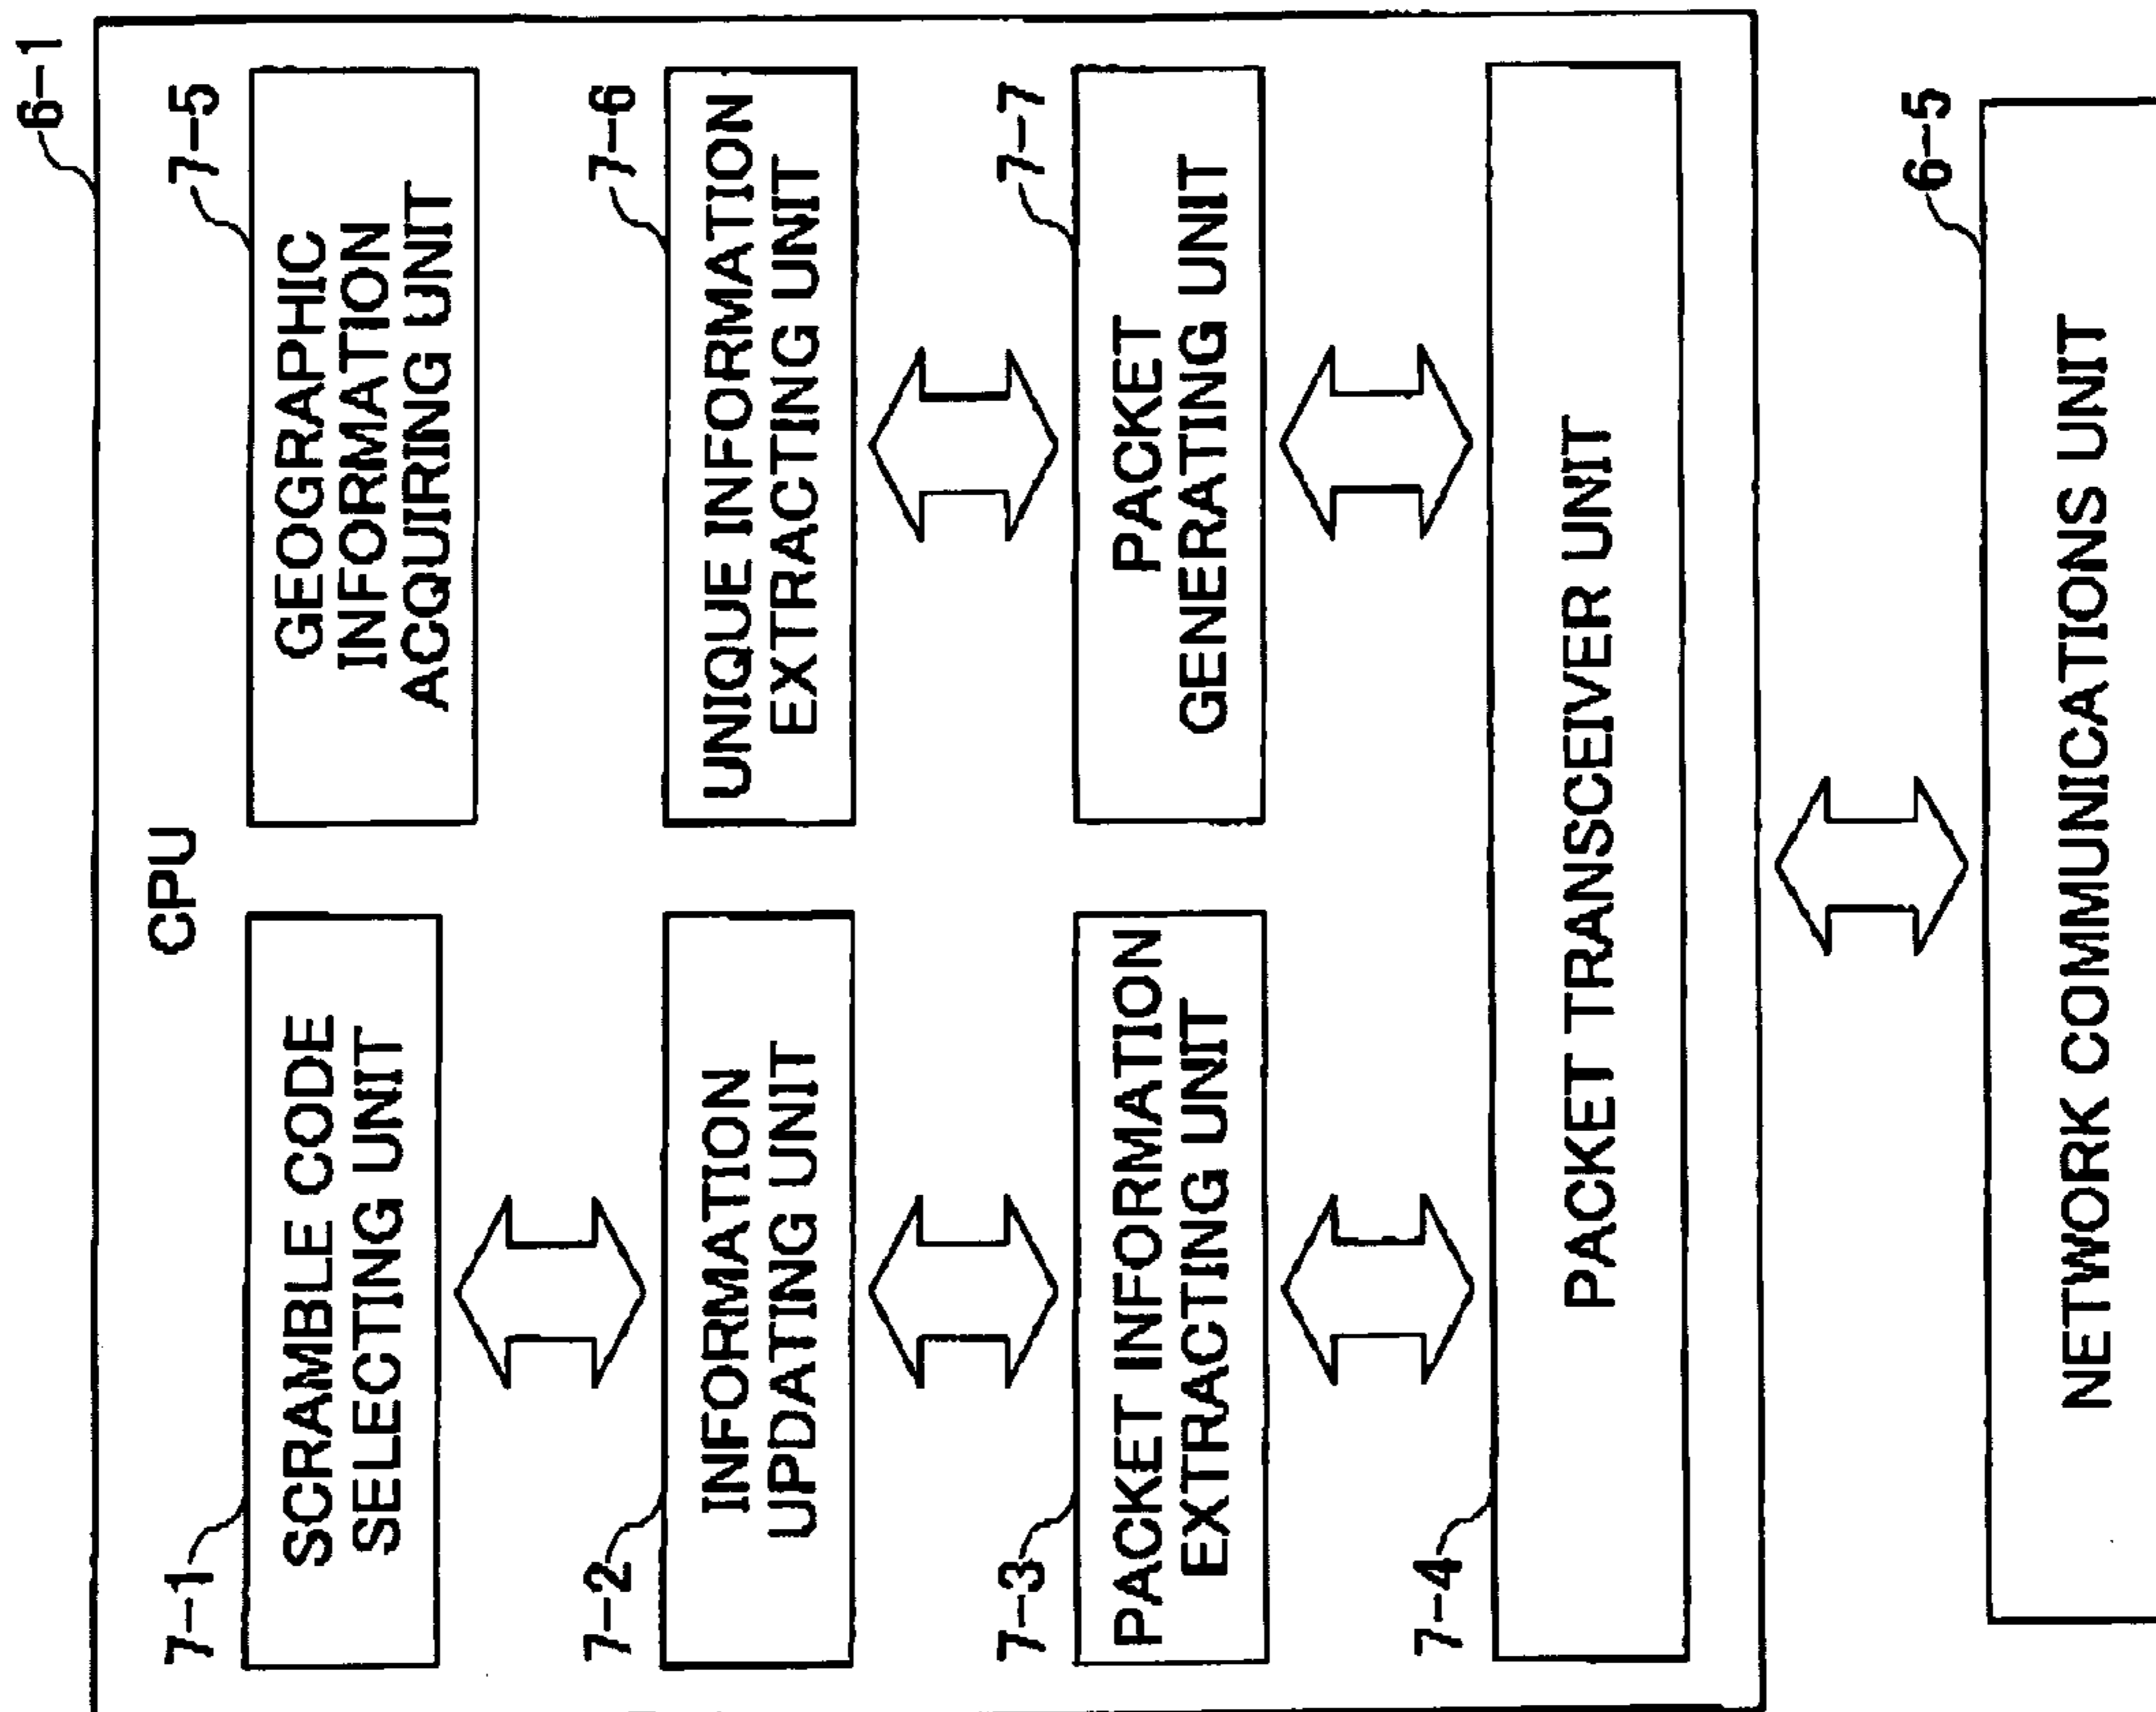 6-1
CPU
7-1
SCRAMBLE CODE
SELECTING UNIT
7-5
GEOGRAPHIC
INFORMATION
ACQUIRING UNIT
7-2
INFORMATION
UPDATING UNIT
7-6
UNIQUE INFORMATION
EXTRACTING UNIT
7-3
PACKET INFORMATION
EXTRACTING UNIT
7-7
PACKET
GENERATING UNIT
7-4
PACKET TRANSCEIVER UNIT
6-5
NETWORK COMMUNICATIONS UNIT